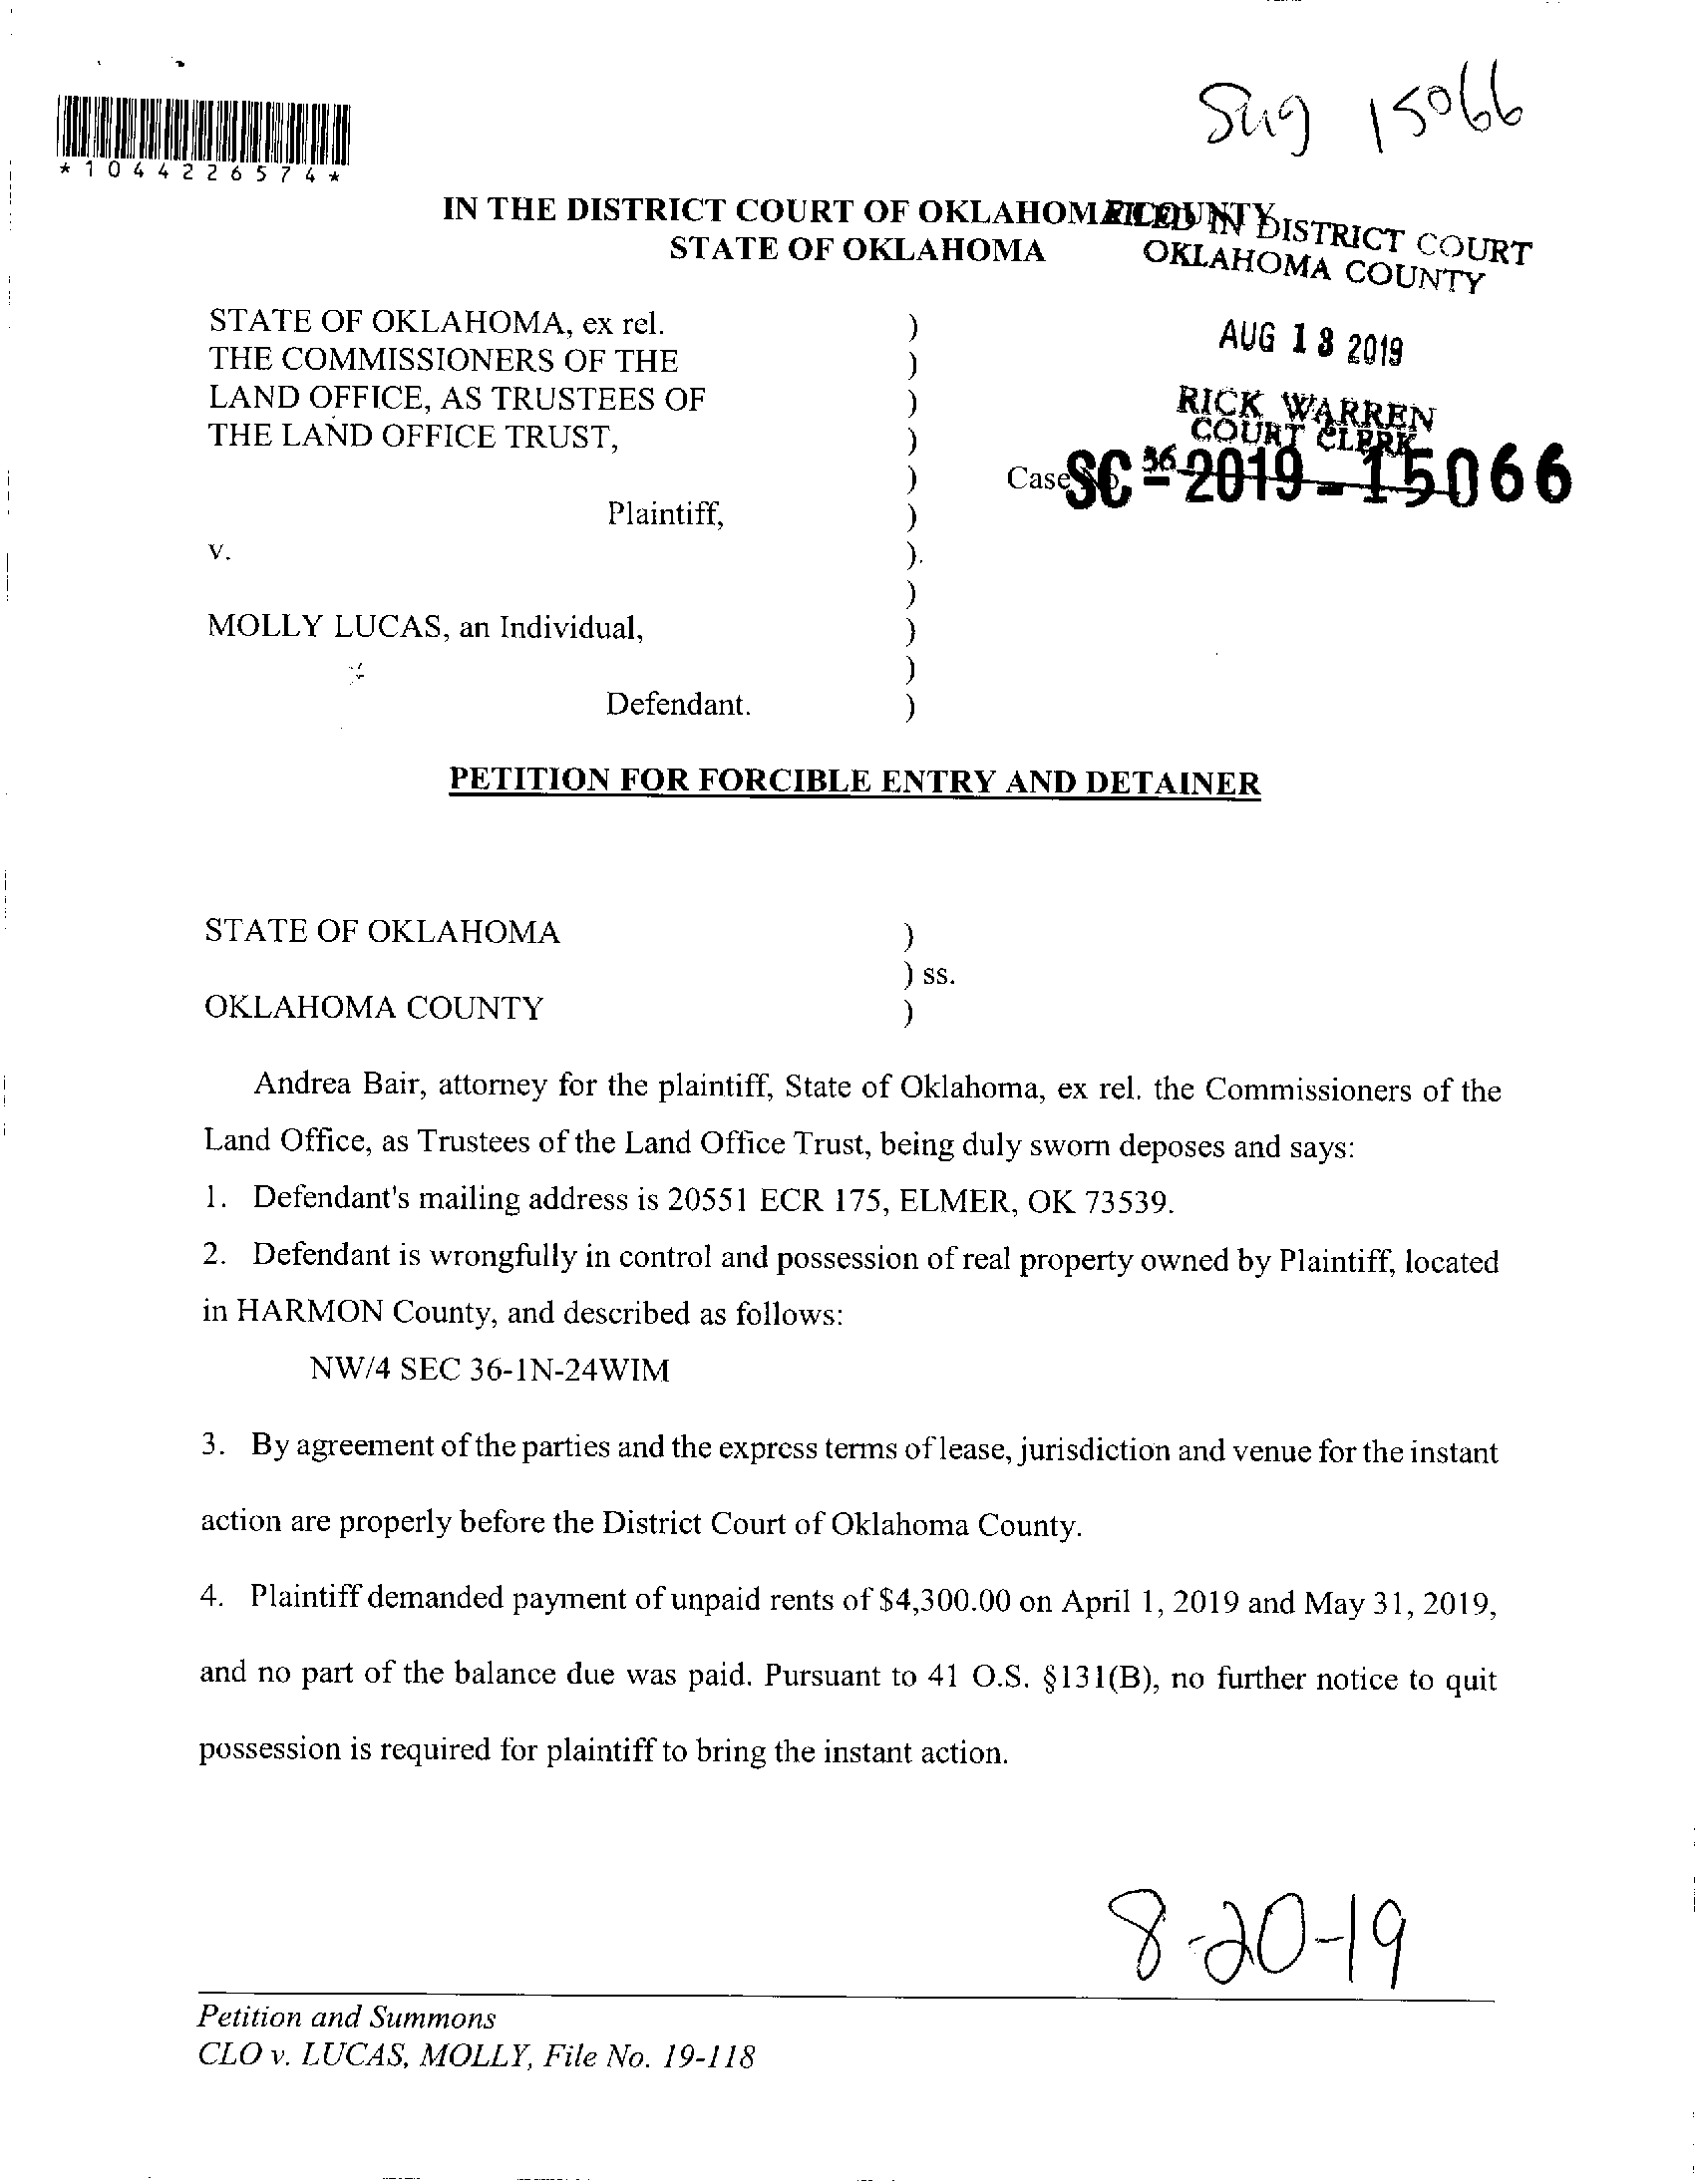 Sug 15066
*1044226574*
IN THE DISTRICT COURT OF OKLAHOMA COUNTY
STATE OF OKLAHOMA
FILED IN DISTRICT COURT
OKLAHOMA COUNTY
AUG 13 2019
RICK WARREN
COURT CLERK
36
STATE OF OKLAHOMA, ex rel. )
THE COMMISSIONERS OF THE )
LAND OFFICE, AS TRUSTEES OF )
THE LAND OFFICE TRUST, )
) Case No. SC-2019-15066
Plaintiff, )
v. )
)
MOLLY LUCAS, an Individual, )
)
Defendant. )
PETITION FOR FORCIBLE ENTRY AND DETAINER
STATE OF OKLAHOMA )
) ss.
OKLAHOMA COUNTY )
Andrea Bair, attorney for the plaintiff, State of Oklahoma, ex rel. the Commissioners of the
Land Office, as Trustees of the Land Office Trust, being duly sworn deposes and says:
1. Defendant's mailing address is 20551 ECR 175, ELMER, OK 73539.
2. Defendant is wrongfully in control and possession of real property owned by Plaintiff, located
in HARMON County, and described as follows:
NW/4 SEC 36-1N-24WIM
3. By agreement of the parties and the express terms of lease, jurisdiction and venue for the instant
action are properly before the District Court of Oklahoma County.
4. Plaintiff demanded payment of unpaid rents of $4,300.00 on April 1, 2019 and May 31, 2019,
and no part of the balance due was paid. Pursuant to 41 O.S. §131(B), no further notice to quit
possession is required for plaintiff to bring the instant action.
8-20-19
Petition and Summons
CLO v. LUCAS, MOLLY, File No. 19-118